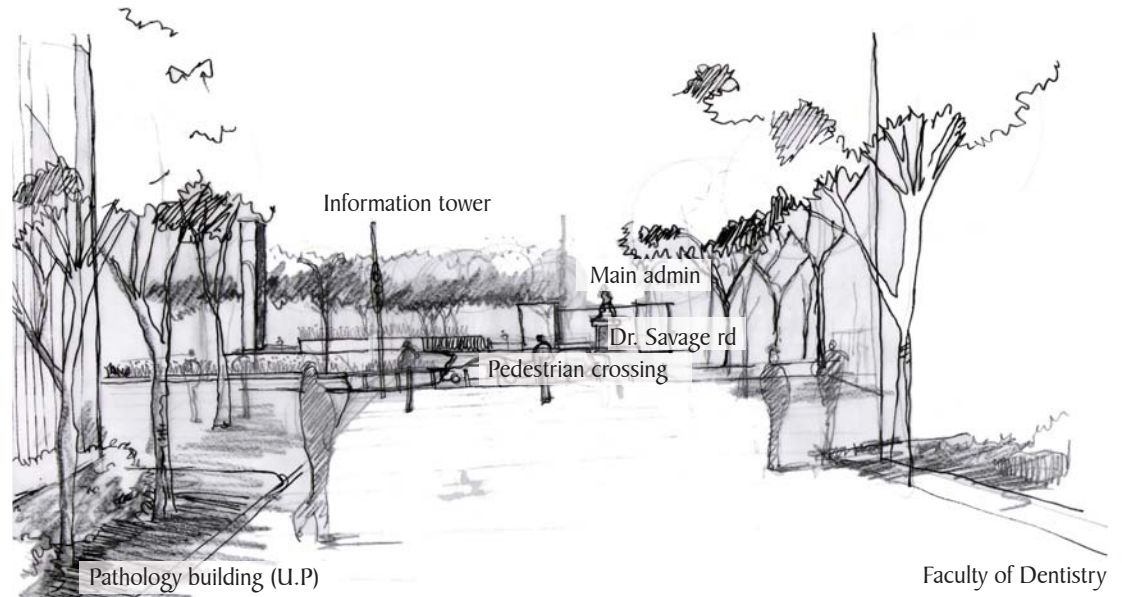 Information tower
Main admin
Dr. Savage rd
Pedestrian crossing
Pathology building (U.P)
Faculty of Dentistry